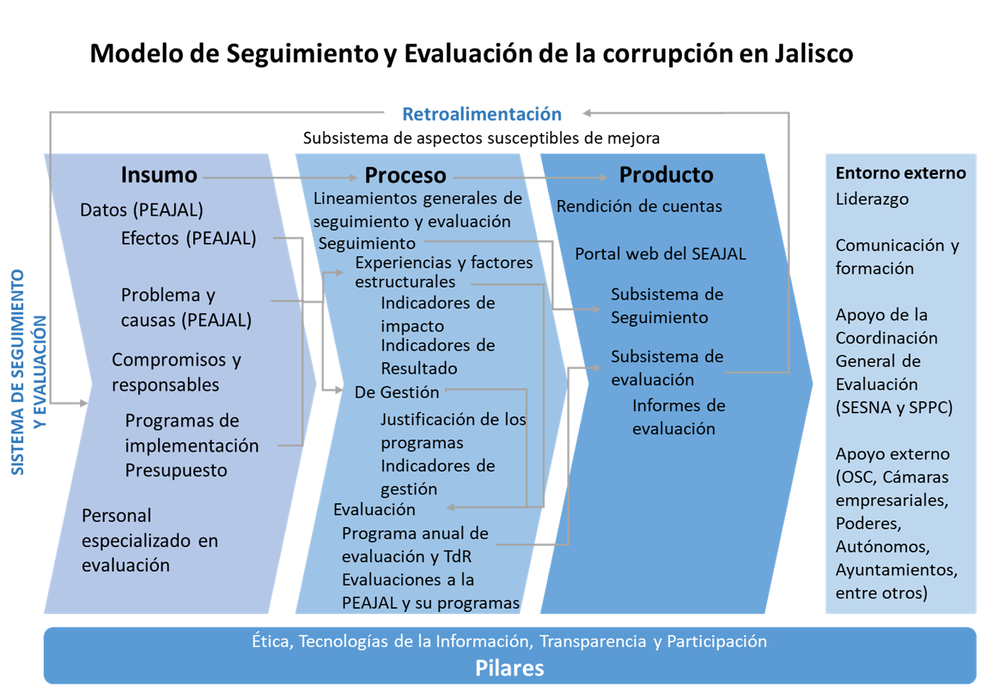 Modelo de Seguimiento y Evaluación de la corrupción en Jalisco
Retroalimentación
Subsistema de aspectos susceptibles de mejora
SISTEMA DE SEGUIMIENTO
Y EVALUACIÓN
Insumo
Datos (PEAJAL)
Efectos (PEAJAL)
Problema y
causas (PEAJAL)
Compromisos y
responsables
Programas de
implementación
Presupuesto
Personal
especializado en
evaluación
Proceso
Lineamientos generales de
seguimiento y evaluación
Seguimiento
Experiencias y factores
estructurales
Indicadores de
impacto
Indicadores de
Resultado
De Gestión
Justificación de los
programas
Indicadores de
gestión
Evaluación
Programa anual de
evaluación y TdR
Evaluaciones a la
PEAJAL y su programas
Producto
Rendición de cuentas
Portal web del SEAJAL
Subsistema de
Seguimiento
Subsistema de
evaluación
Informes de
evaluación
Entorno externo
Liderazgo
Comunicación y
formación
Apoyo de la
Coordinación
General de
Evaluación
(SESNA y SPPC)
Apoyo externo
(OSC, Cámaras
empresariales,
Poderes,
Autónomos,
Ayuntamientos,
entre otros)
Ética, Tecnologías de la Información, Transparencia y Participación
Pilares